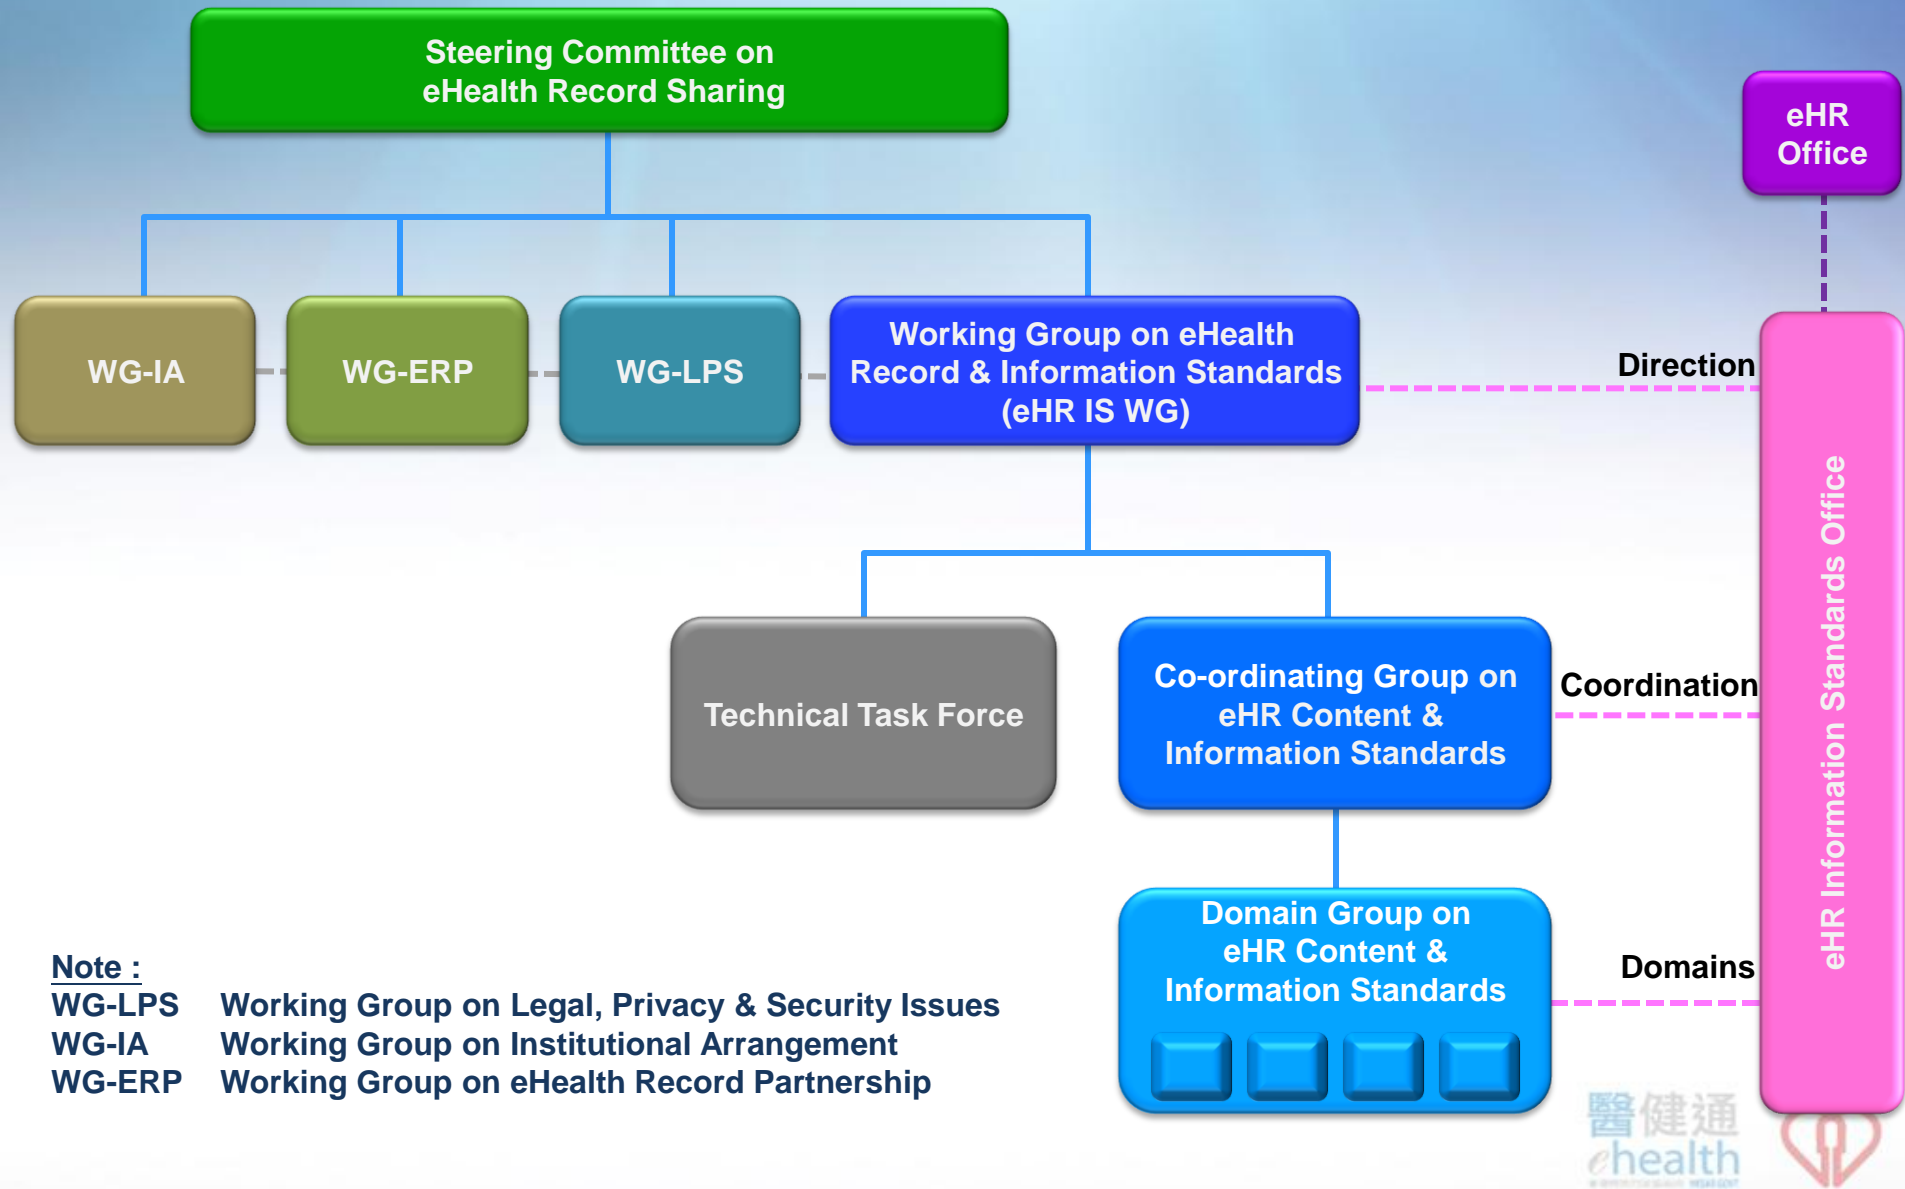 Steering Committee on
eHealth Record Sharing
eHR
Office
WG-IA
WG-ERP
WG-LPS
Working Group on eHealth
Record & Information Standards
(eHR IS WG)
Direction
eHR Information Standards Office
Technical Task Force
Co-ordinating Group on
eHR Content &
Information Standards
Coordination
Domain Group on
eHR Content &
Information Standards
Domains
Note :
WG-LPS Working Group on Legal, Privacy & Security Issues
WG-IA Working Group on Institutional Arrangement
WG-ERP Working Group on eHealth Record Partnership
醫健通
ehealth